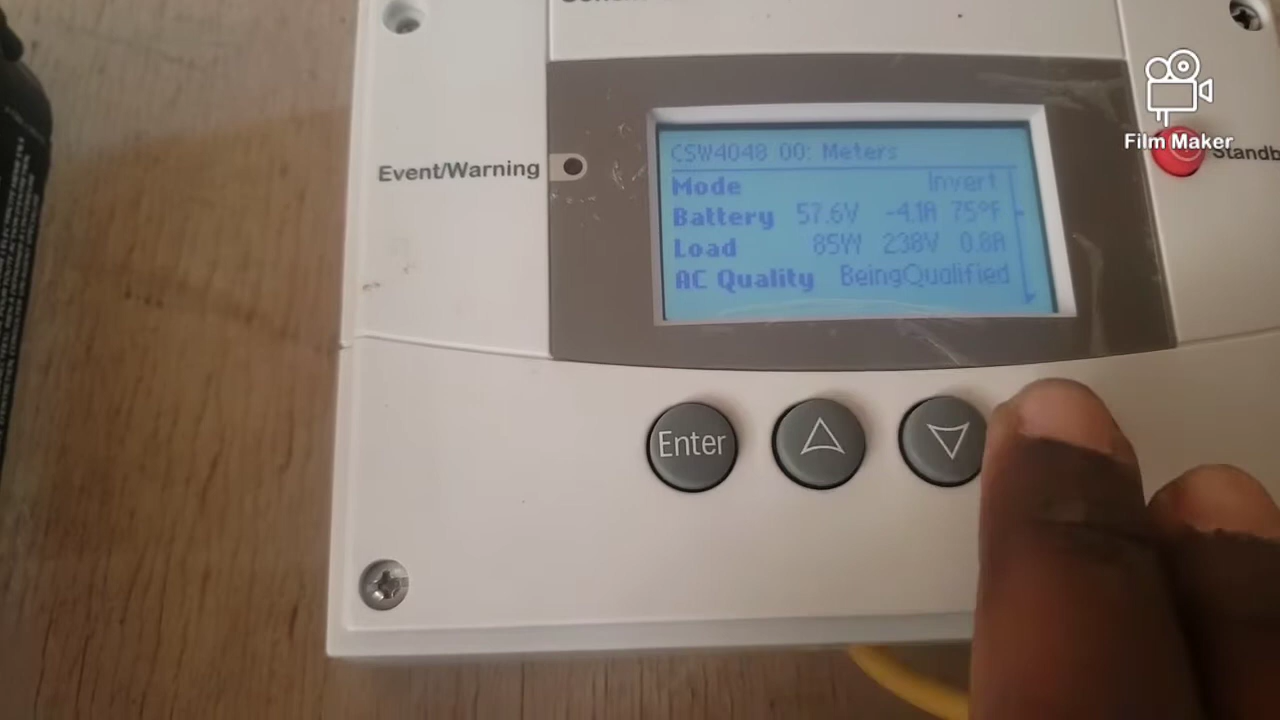 Film Maker
Standb
Event/Warning
CSW4048 00: Meters
Mode Invert
Battery 57.6V -4.1A 75°F
Load 85W 238V 0.8A
AC Quality BeingQualified
Enter